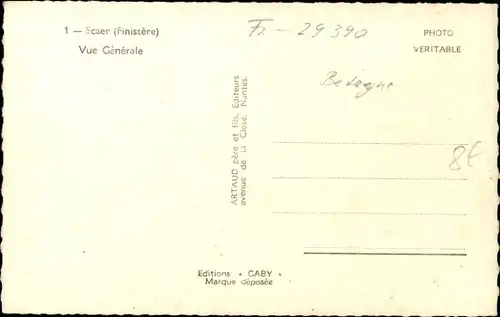 1 — Scaer (Finistère)
Vue Générale
Fr - 29390
PHOTO
VERITABLE
Bretagne
8€
ARTAUD père et fils, Editeurs
avenue de la Close, Nantes.
Editions « GABY »
Marque déposée